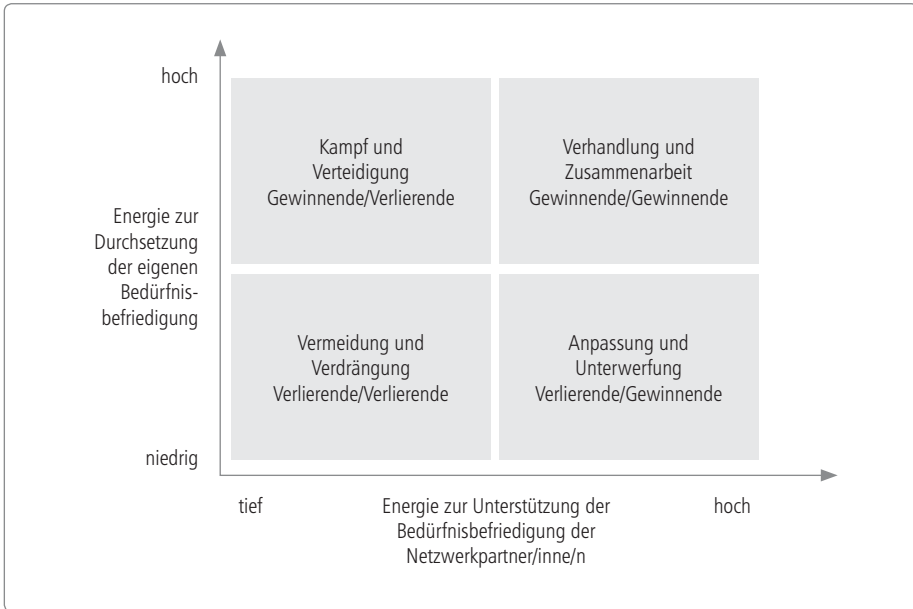 hoch
Kampf und
Verteidigung
Gewinnende/Verlierende
Verhandlung und
Zusammenarbeit
Gewinnende/Gewinnende
Energie zur
Durchsetzung
der eigenen
Bedürfnis-
befriedigung
Vermeidung und
Verdrängung
Verlierende/Verlierende
Anpassung und
Unterwerfung
Verlierende/Gewinnende
niedrig
tief
Energie zur Unterstützung der
Bedürfnisbefriedigung der
Netzwerkpartner/inne/n
hoch